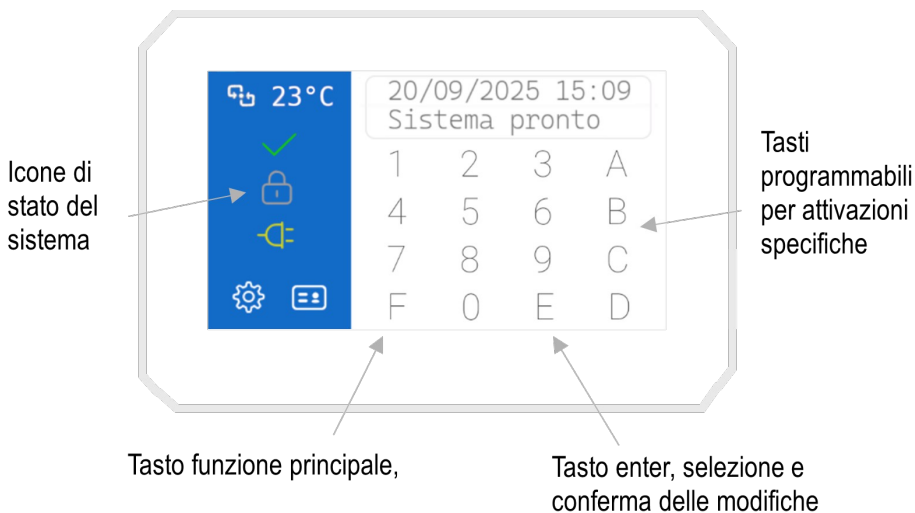 23°C
20/09/2025 15:09
Sistema pronto
1 2 3 A
4 5 6 B
7 8 9 C
F 0 E D
Icone di
stato del
sistema
Tasti
programmabili
per attivazioni
specifiche
Tasto funzione principale,
Tasto enter, selezione e
conferma delle modifiche